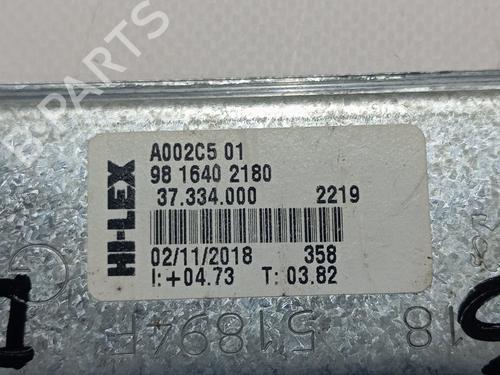 B-PARTS
HI-LEX
A002C5 01
98 1640 2180
37.334.000 2219
02/11/2018 358
I: +04.73 T: 03.82
51894F
18